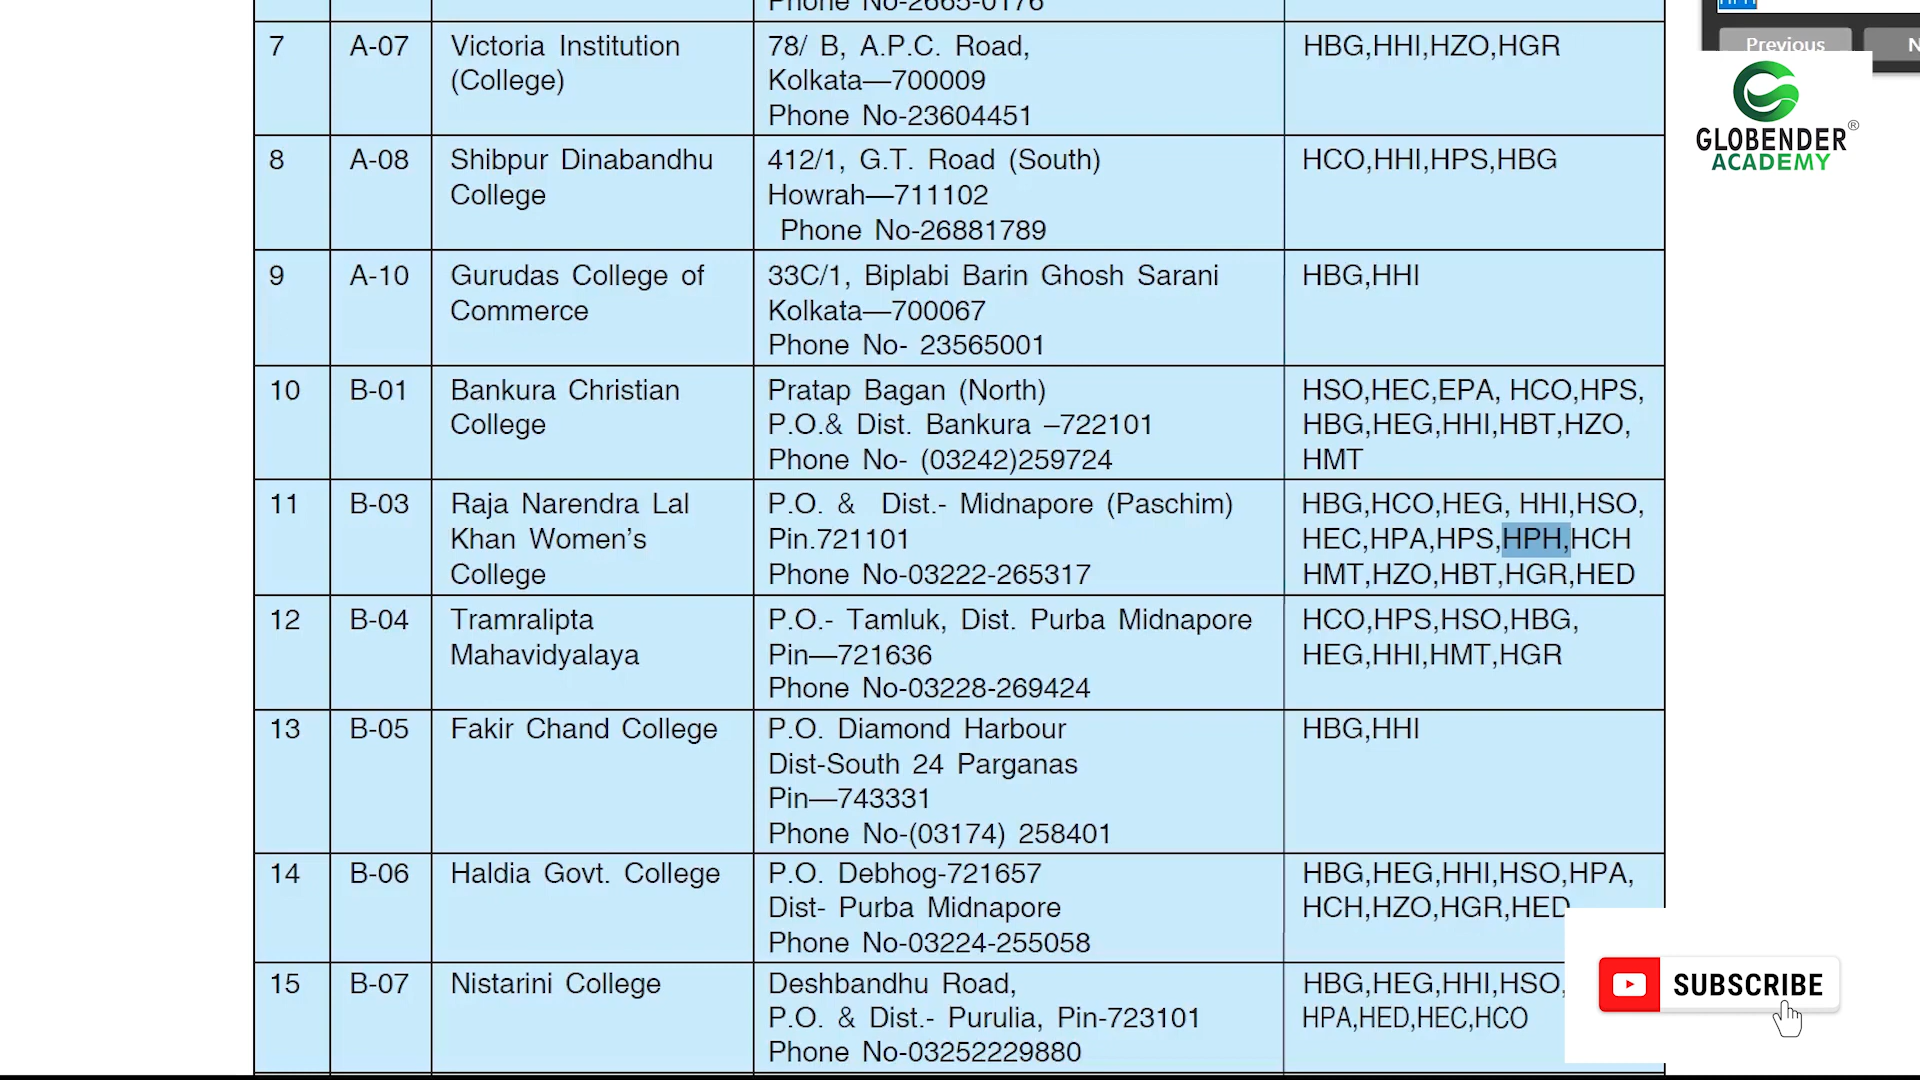 Phone No-2665-0176
7 A-07 Victoria Institution 78/ B, A.P.C. Road, HBG,HHI,HZO,HGR
(College) Kolkata—700009
Phone No-23604451
8 A-08 Shibpur Dinabandhu 412/1, G.T. Road (South) HCO,HHI,HPS,HBG
College Howrah—711102
Phone No-26881789
9 A-10 Gurudas College of 33C/1, Biplabi Barin Ghosh Sarani HBG,HHI
Commerce Kolkata—700067
Phone No- 23565001
10 B-01 Bankura Christian Pratap Bagan (North) HSO,HEC,EPA, HCO,HPS,
College P.O.& Dist. Bankura –722101 HBG,HEG,HHI,HBT,HZO,
Phone No- (03242)259724 HMT
11 B-03 Raja Narendra Lal P.O. & Dist.- Midnapore (Paschim) HBG,HCO,HEG, HHI,HSO,
Khan Women’s Pin.721101 HEC,HPA,HPS,HPH,HCH
College Phone No-03222-265317 HMT,HZO,HBT,HGR,HED
12 B-04 Tramralipta P.O.- Tamluk, Dist. Purba Midnapore HCO,HPS,HSO,HBG,
Mahavidyalaya Pin—721636 HEG,HHI,HMT,HGR
Phone No-03228-269424
13 B-05 Fakir Chand College P.O. Diamond Harbour HBG,HHI
Dist-South 24 Parganas
Pin—743331
Phone No-(03174) 258401
14 B-06 Haldia Govt. College P.O. Debhog-721657 HBG,HEG,HHI,HSO,HPA,
Dist- Purba Midnapore HCH,HZO,HGR,HED
Phone No-03224-255058
15 B-07 Nistarini College Deshbandhu Road, HBG,HEG,HHI,HSO,
P.O. & Dist.- Purulia, Pin-723101 HPA,HED,HEC,HCO
Phone No-03252229880
Previous
GLOBENDER®
ACADEMY
SUBSCRIBE